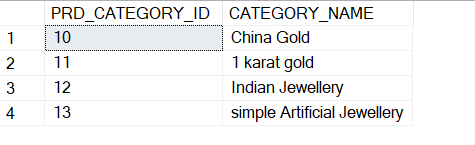 PRD_CATEGORY_ID CATEGORY_NAME
1 10 China Gold
2 11 1 karat gold
3 12 Indian Jewellery
4 13 simple Artificial Jewellery